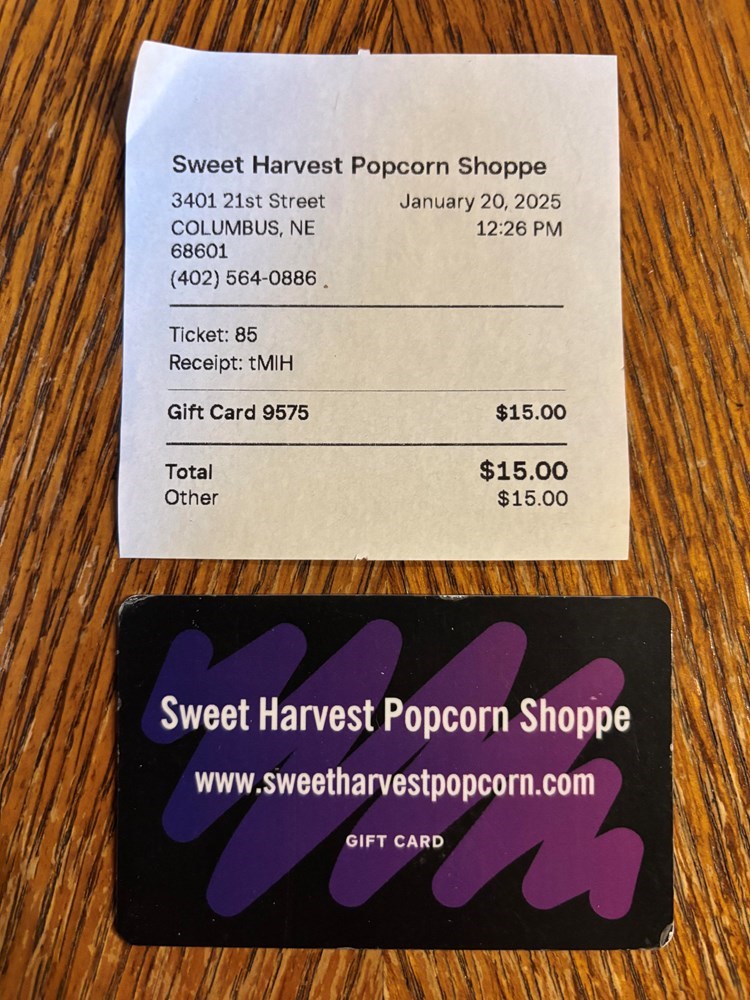 Sweet Harvest Popcorn Shoppe
3401 21st Street January 20, 2025
COLUMBUS, NE 12:26 PM
68601
(402) 564-0886
Ticket: 85
Receipt: tMIH
Gift Card 9575 $15.00
Total $15.00
Other $15.00
Sweet Harvest Popcorn Shoppe
www.sweetharvestpopcorn.com
GIFT CARD